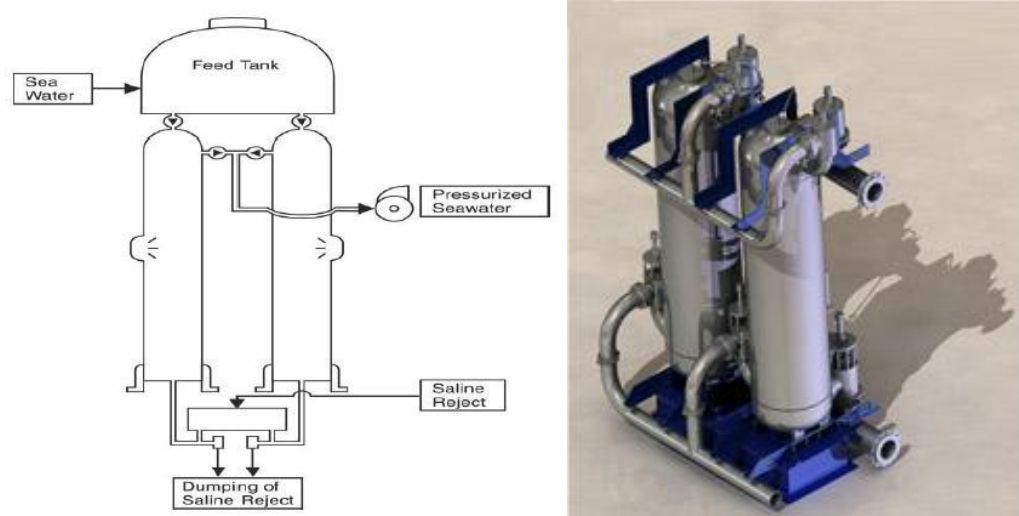 Feed Tank
Sea
Water
Pressurized
Seawater
Saline
Reject
Dumping of
Saline Reject